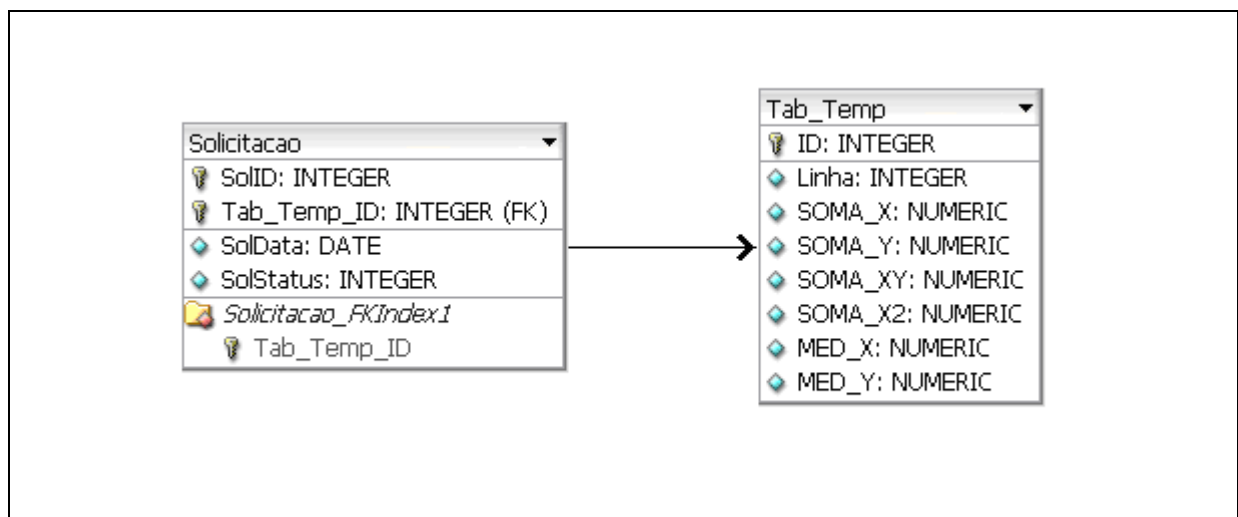 Solicitacao
SolID: INTEGER
Tab_Temp_ID: INTEGER (FK)
SolData: DATE
SolStatus: INTEGER
Solicitacao_FKIndex1
Tab_Temp_ID
Tab_Temp
ID: INTEGER
Linha: INTEGER
SOMA_X: NUMERIC
SOMA_Y: NUMERIC
SOMA_XY: NUMERIC
SOMA_X2: NUMERIC
MED_X: NUMERIC
MED_Y: NUMERIC